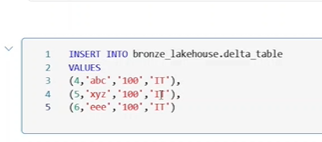 1 INSERT INTO bronze_lakehouse.delta_table
2 VALUES
3 (4,'abc','100','IT'),
4 (5,'xyz','100','IT'),
5 (6,'eee','100','IT')